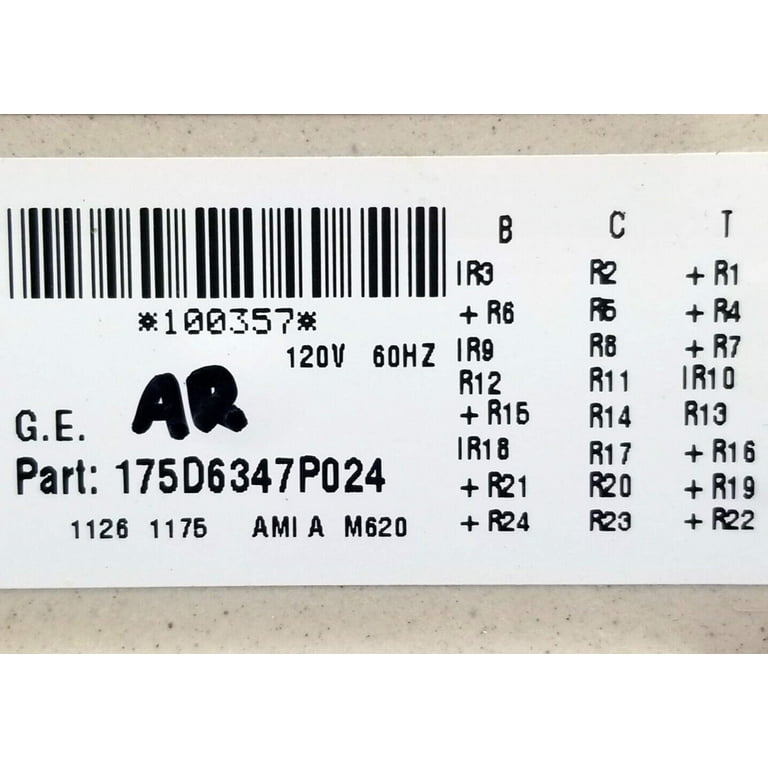 B C T
IR3 R2 + R1
+ R6 R5 + R4
IR9 R8 + R7
R12 R11 IR10
+ R15 R14 R13
IR18 R17 + R16
+ R21 R20 + R19
+ R24 R23 + R22
*100357*
120V 60HZ
AR
G.E.
Part: 175D6347P024
1126 1175 AMI A M620